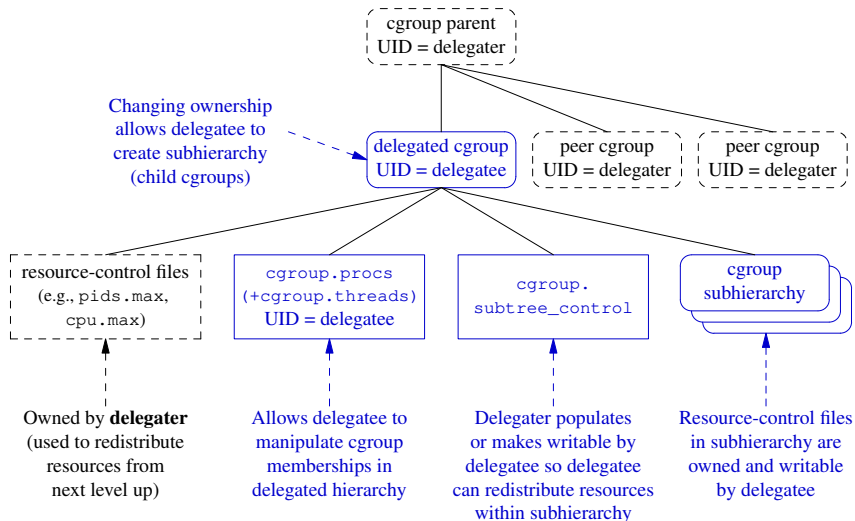 cgroup parent
UID = delegater
Changing ownership
allows delegatee to
create subhierarchy
(child cgroups)
delegated cgroup
UID = delegatee
peer cgroup
UID = delegater
peer cgroup
UID = delegater
resource-control files
(e.g., pids.max,
cpu.max)
cgroup.procs
(+cgroup.threads)
UID = delegatee
cgroup.
subtree_control
cgroup
subhierarchy
Owned by delegater
(used to redistribute
resources from
next level up)
Allows delegatee to
manipulate cgroup
memberships in
delegated hierarchy
Delegater populates
or makes writable by
delegatee so delegatee
can redistribute resources
within subhierarchy
Resource-control files
in subhierarchy are
owned and writable
by delegatee